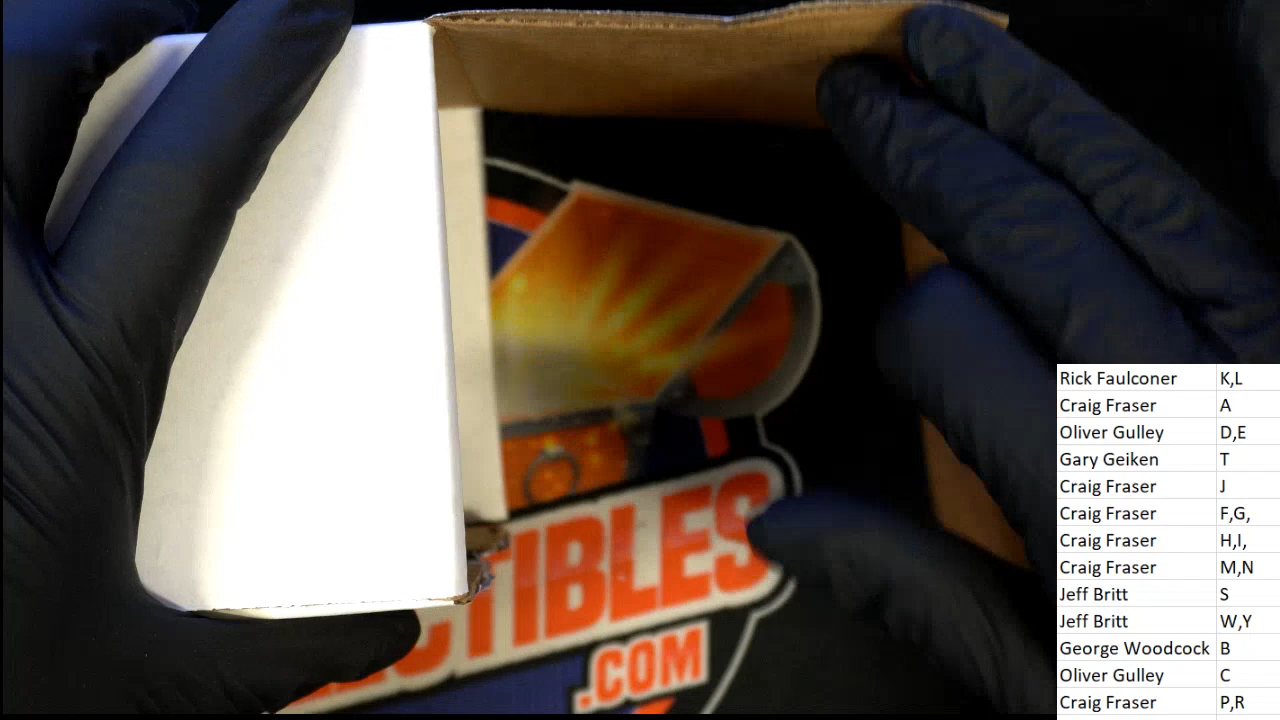 CTIBLES
.COM
Rick Faulconer K,L
Craig Fraser A
Oliver Gulley D,E
Gary Geiken T
Craig Fraser J
Craig Fraser F,G,
Craig Fraser H,I,
Craig Fraser M,N
Jeff Britt S
Jeff Britt W,Y
George Woodcock B
Oliver Gulley C
Craig Fraser P,R